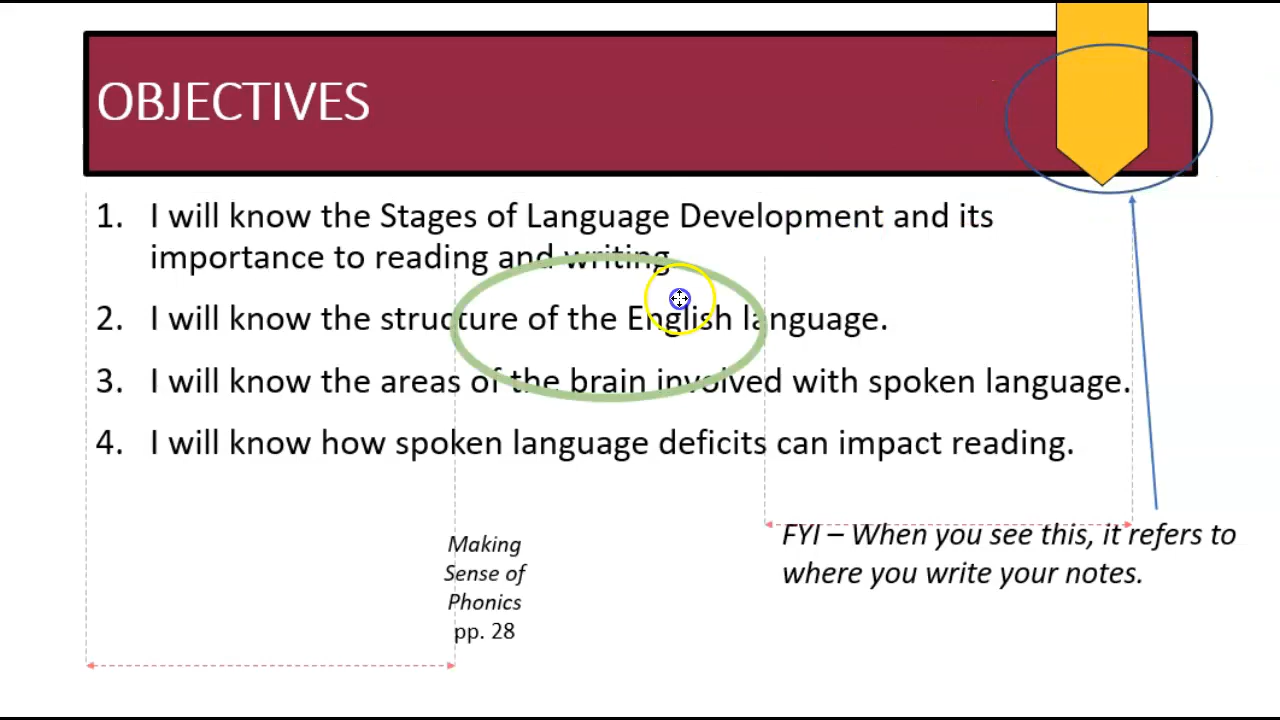 OBJECTIVES
1. I will know the Stages of Language Development and its
importance to reading and writing.
2. I will know the structure of the English language.
3. I will know the areas of the brain involved with spoken language.
4. I will know how spoken language deficits can impact reading.
FYI – When you see this, it refers to
where you write your notes.
Making
Sense of
Phonics
pp. 28